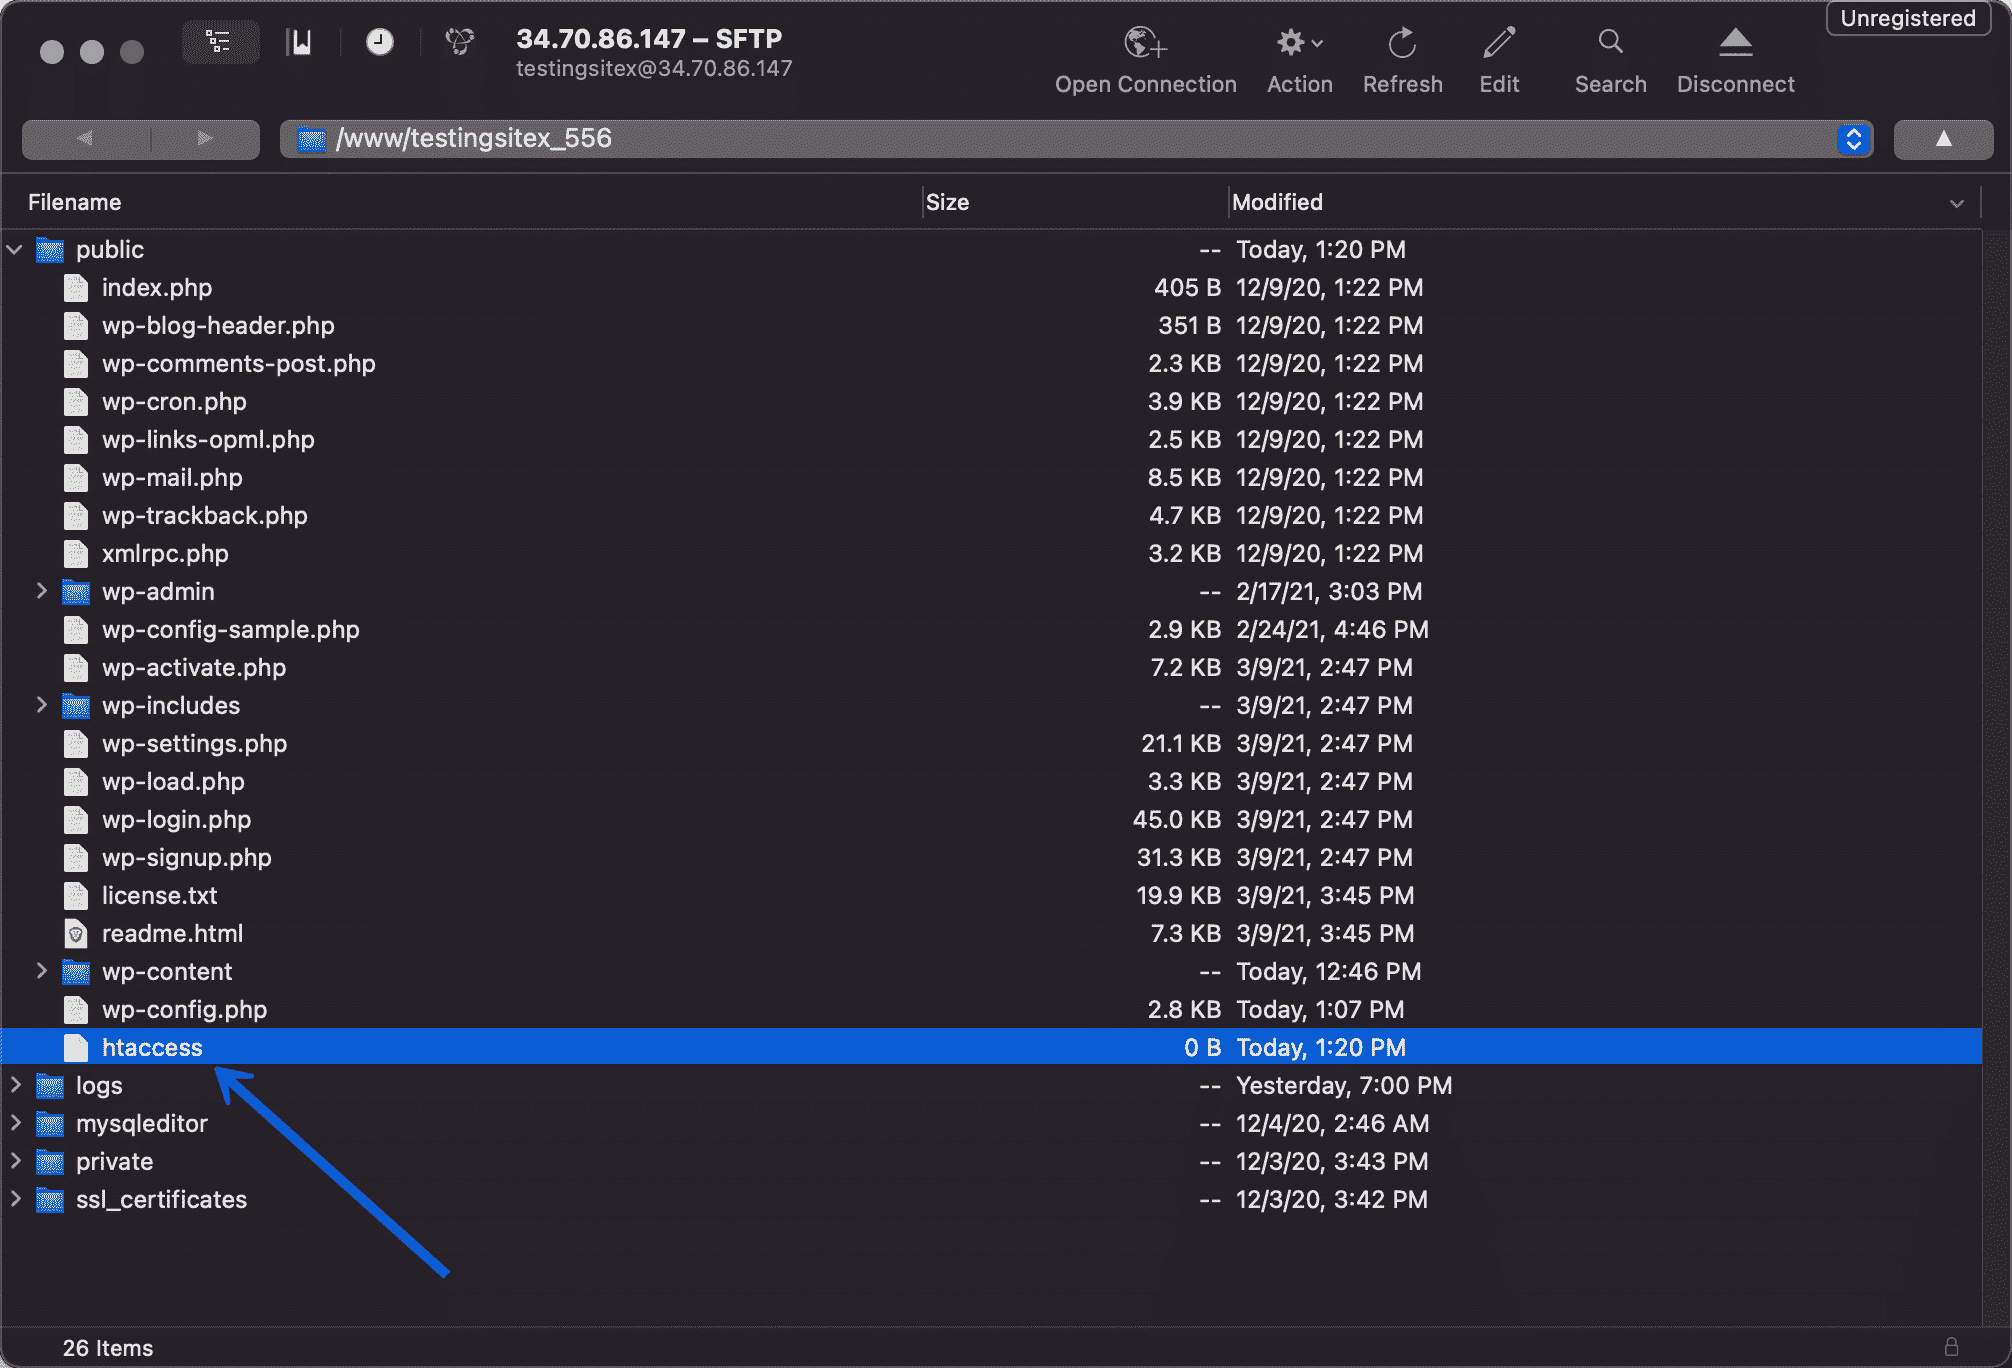 Unregistered
34.70.86.147 – SFTP
testingsitex@34.70.86.147
Open Connection Action Refresh Edit Search Disconnect
/www/testingsitex_556
Filename Size Modified
public -- Today, 1:20 PM
index.php 405 B 12/9/20, 1:22 PM
wp-blog-header.php 351 B 12/9/20, 1:22 PM
wp-comments-post.php 2.3 KB 12/9/20, 1:22 PM
wp-cron.php 3.9 KB 12/9/20, 1:22 PM
wp-links-opml.php 2.5 KB 12/9/20, 1:22 PM
wp-mail.php 8.5 KB 12/9/20, 1:22 PM
wp-trackback.php 4.7 KB 12/9/20, 1:22 PM
xmlrpc.php 3.2 KB 12/9/20, 1:22 PM
wp-admin -- 2/17/21, 3:03 PM
wp-config-sample.php 2.9 KB 2/24/21, 4:46 PM
wp-activate.php 7.2 KB 3/9/21, 2:47 PM
wp-includes -- 3/9/21, 2:47 PM
wp-settings.php 21.1 KB 3/9/21, 2:47 PM
wp-load.php 3.3 KB 3/9/21, 2:47 PM
wp-login.php 45.0 KB 3/9/21, 2:47 PM
wp-signup.php 31.3 KB 3/9/21, 2:47 PM
license.txt 19.9 KB 3/9/21, 3:45 PM
readme.html 7.3 KB 3/9/21, 3:45 PM
wp-content -- Today, 12:46 PM
wp-config.php 2.8 KB Today, 1:07 PM
htaccess 0 B Today, 1:20 PM
logs -- Yesterday, 7:00 PM
mysqleditor -- 12/4/20, 2:46 AM
private -- 12/3/20, 3:43 PM
ssl_certificates -- 12/3/20, 3:42 PM
26 Items